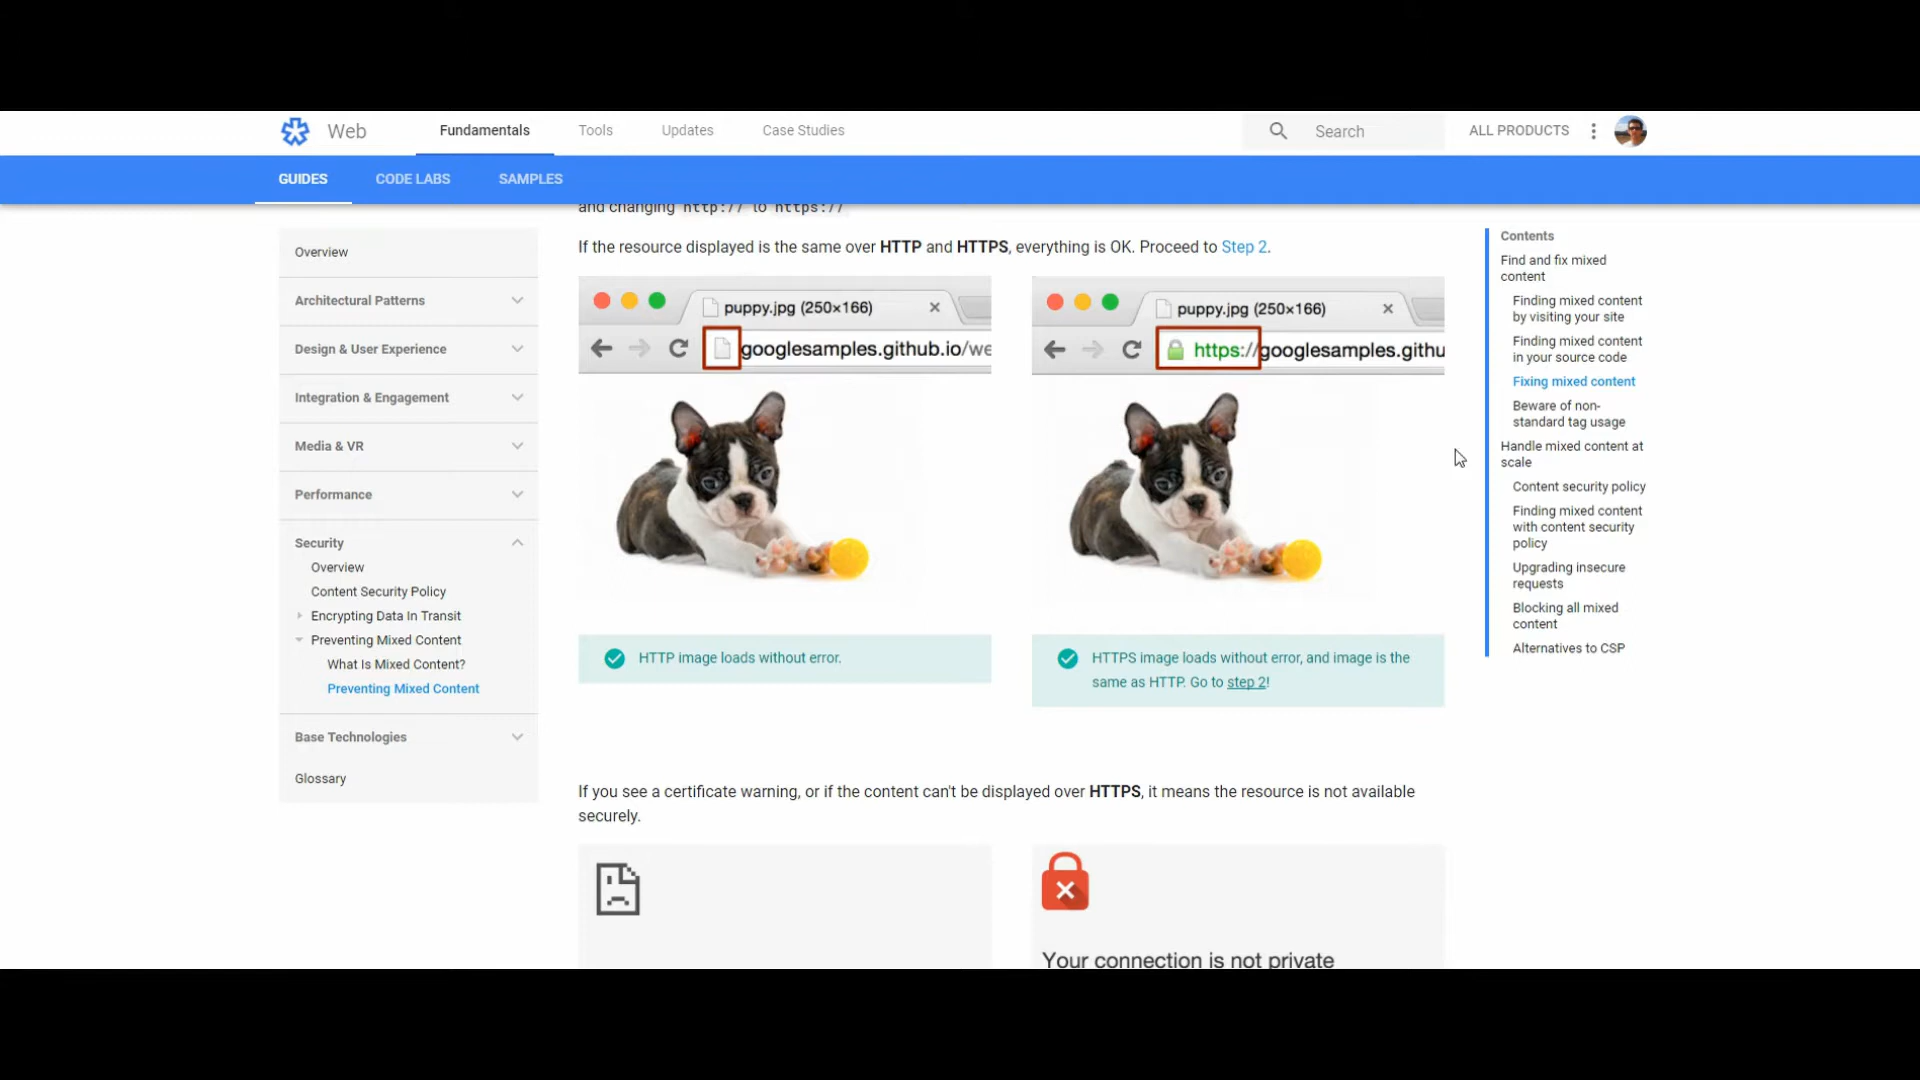 Web
Fundamentals
Tools
Updates
Case Studies
Search
ALL PRODUCTS
GUIDES
CODE LABS
SAMPLES
Overview
Architectural Patterns
Design & User Experience
Integration & Engagement
Media & VR
Performance
Security
Overview
Content Security Policy
Encrypting Data In Transit
Preventing Mixed Content
What Is Mixed Content?
Preventing Mixed Content
Base Technologies
Glossary
and changing http:// to https://
If the resource displayed is the same over HTTP and HTTPS, everything is OK. Proceed to Step 2.
puppy.jpg (250×166)
googlesamples.github.io/we
puppy.jpg (250×166)
https://googlesamples.githu
HTTP image loads without error.
HTTPS image loads without error, and image is the
same as HTTP. Go to step 2!
If you see a certificate warning, or if the content can't be displayed over HTTPS, it means the resource is not available
securely.
Your connection is not private
Contents
Find and fix mixed
content
Finding mixed content
by visiting your site
Finding mixed content
in your source code
Fixing mixed content
Beware of non-
standard tag usage
Handle mixed content at
scale
Content security policy
Finding mixed content
with content security
policy
Upgrading insecure
requests
Blocking all mixed
content
Alternatives to CSP